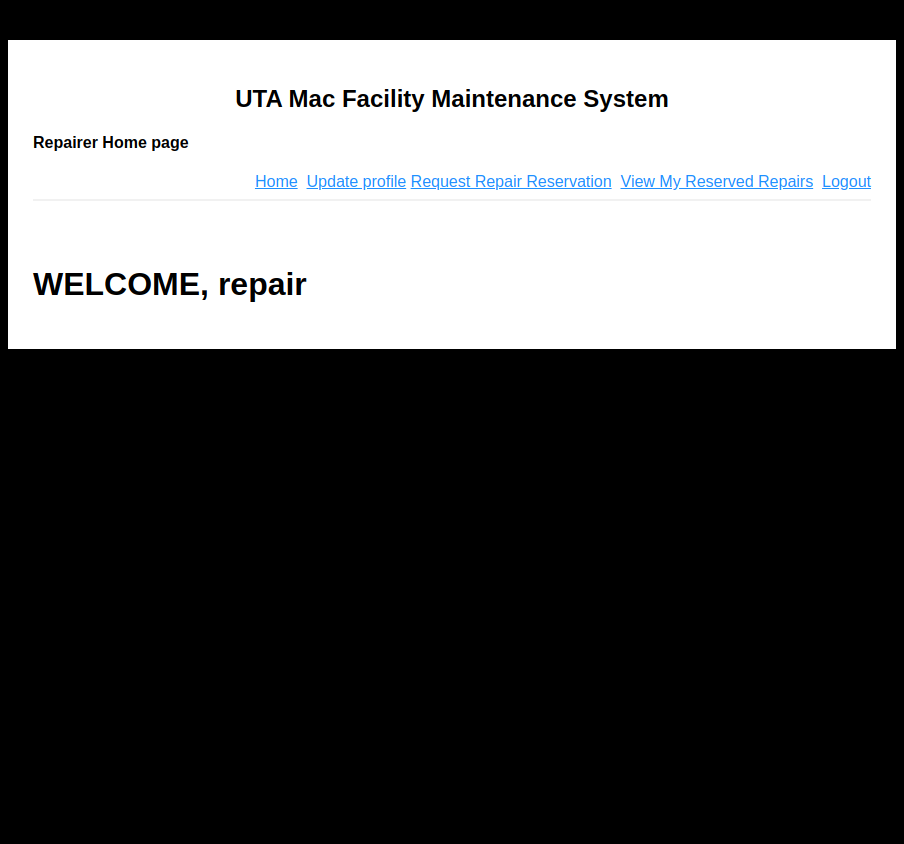 UTA Mac Facility Maintenance System
Repairer Home page
Home Update profile Request Repair Reservation View My Reserved Repairs Logout
WELCOME, repair